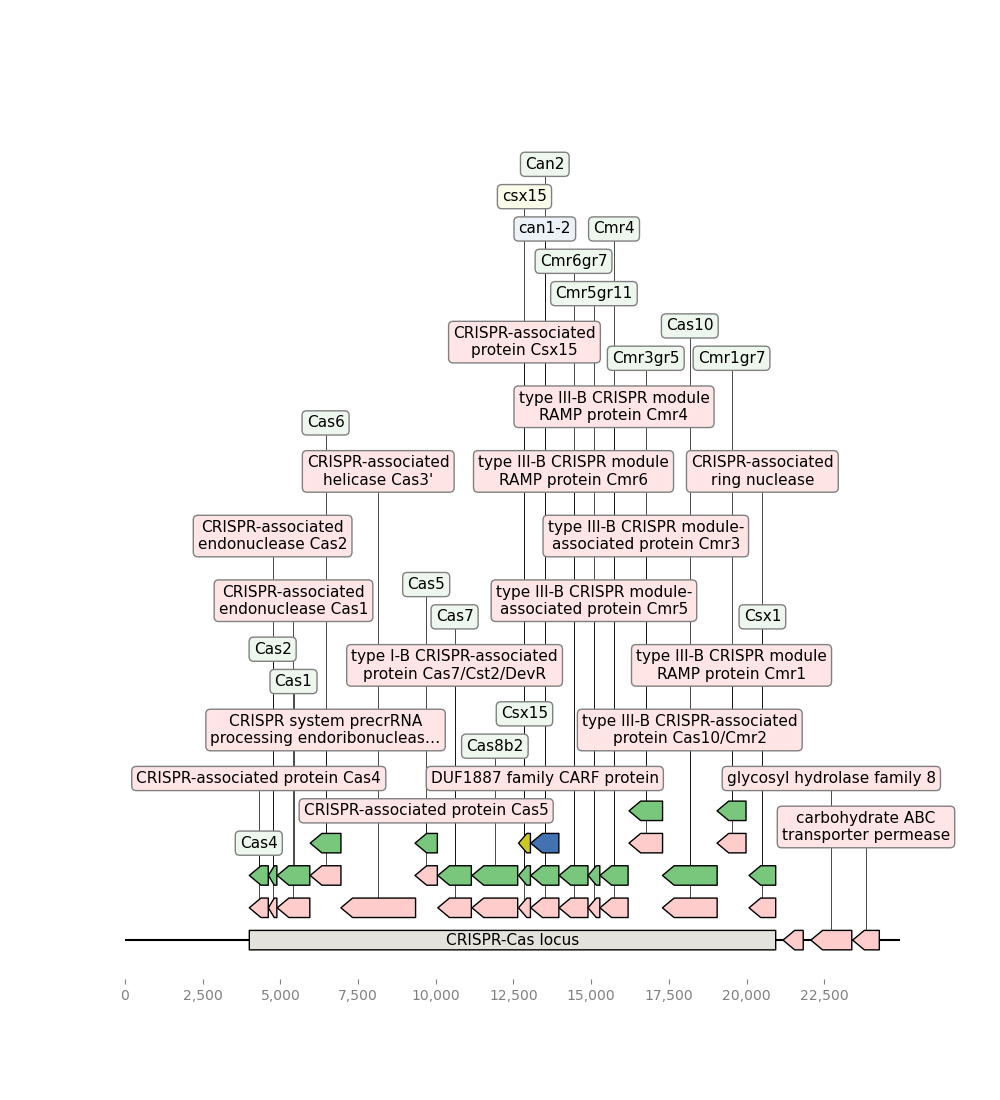 Can2
csx15
can1-2
Cmr4
Cmr6gr7
Cmr5gr11
Cas10
CRISPR-associated
protein Csx15
Cmr3gr5
Cmr1gr7
type III-B CRISPR module
RAMP protein Cmr4
Cas6
CRISPR-associated
helicase Cas3'
type III-B CRISPR module
RAMP protein Cmr6
CRISPR-associated
ring nuclease
CRISPR-associated
endonuclease Cas2
type III-B CRISPR module-
associated protein Cmr3
CRISPR-associated
endonuclease Cas1
Cas5
type III-B CRISPR module-
associated protein Cmr5
Cas7
Csx1
Cas2
type I-B CRISPR-associated
protein Cas7/Cst2/DevR
type III-B CRISPR module
RAMP protein Cmr1
Cas1
Csx15
CRISPR system precrRNA
processing endoribonucleas...
type III-B CRISPR-associated
protein Cas10/Cmr2
Cas8b2
CRISPR-associated protein Cas4
DUF1887 family CARF protein
glycosyl hydrolase family 8
CRISPR-associated protein Cas5
carbohydrate ABC
transporter permease
Cas4
CRISPR-Cas locus
0 2,500 5,000 7,500 10,000 12,500 15,000 17,500 20,000 22,500